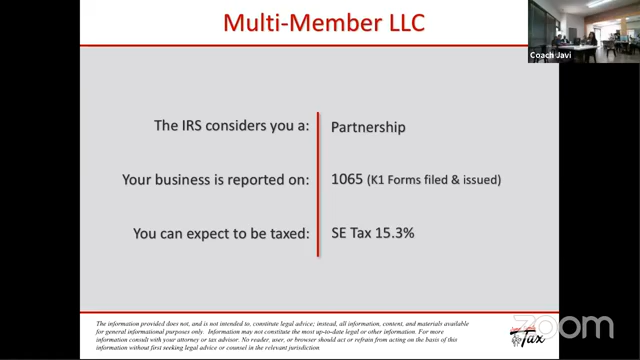 Multi-Member LLC
Coach Javi
The IRS considers you a: Partnership
Your business is reported on: 1065 (K1 Forms filed & issued)
You can expect to be taxed: SE Tax 15.3%
The information provided does not, and is not intended to, constitute legal advice; instead, all information, content, and materials available
for general informational purposes only. Information may not constitute the most up-to-date legal or other information. For more
information consult with your attorney or tax advisor. No reader, user, or browser should act or refrain from acting on the basis of this
information without first seeking legal advice or counsel in the relevant jurisdiction.
Tax
zoom